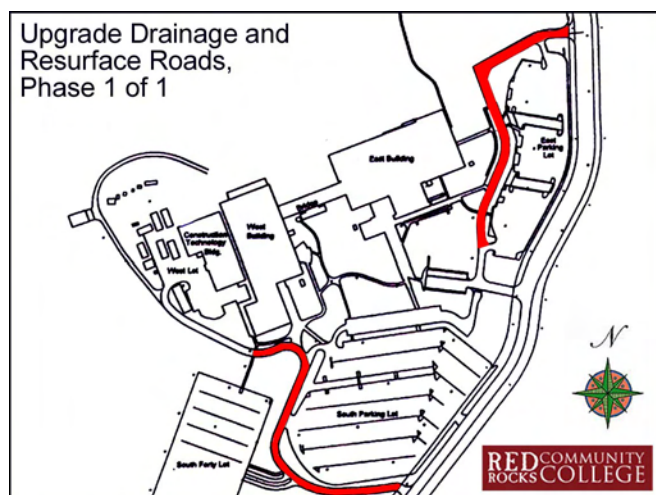 Upgrade Drainage and
Resurface Roads,
Phase 1 of 1
East Building
East
Parking
Lot
West
Building
Construction
Technology
Bldg.
West Lot
South Parking Lot
South Forty Lot
N
RED COMMUNITY
ROCKS COLLEGE